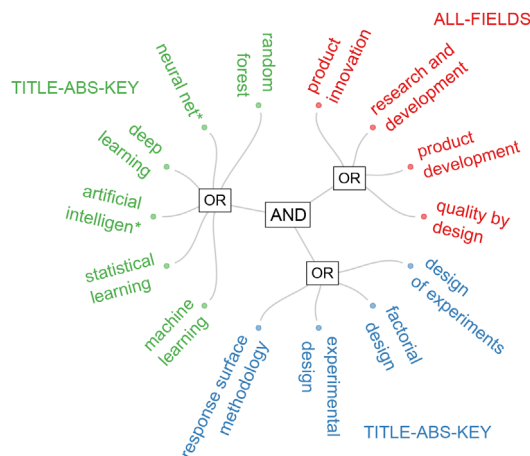 ALL-FIELDS
TITLE-ABS-KEY
neural net*
random
forest
product
innovation
research and
development
deep
learning
product
development
artificial
intelligen*
OR
OR
AND
quality by
design
statistical
learning
OR
design
of experiments
machine
learning
response surface
methodology
experimental
design
factorial
design
TITLE-ABS-KEY